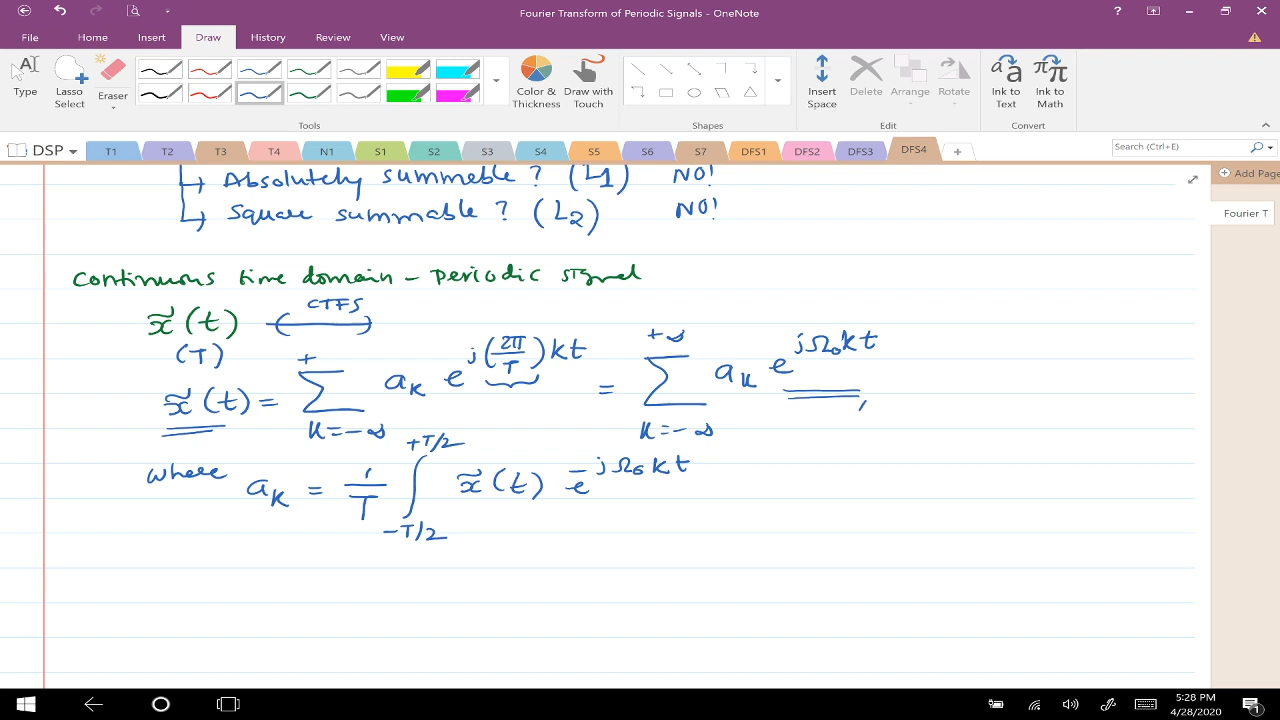 Fourier Transform of Periodic Signals - OneNote
File Home Insert Draw History Review View
Type Lasso Select Eraser Color & Thickness Draw with Touch Insert Space Delete Arrange Rotate Ink to Text Ink to Math
Tools Shapes Edit Convert
DSP T1 T2 T3 T4 N1 S1 S2 S3 S4 S5 S6 S7 DFS1 DFS2 DFS3 DFS4 + Search (Ctrl+E)
Add Page
Fourier T
↳ Absolutely summable ? (L1) NO!
↳ Square summable ? (L2) NO!
Continuous time domain - Periodic signal
x̃(t) CTFS
(T)
x̃(t) = ∑_{k=-∞}^{+} a_k e^{j(2π/T)kt} = ∑_{k=-∞}^{+∞} a_k e^{jΩ₀kt},
where a_k = 1/T ∫_{-T/2}^{+T/2} x̃(t) e^{-jΩ₀kt}
5:28 PM
4/28/2020
1